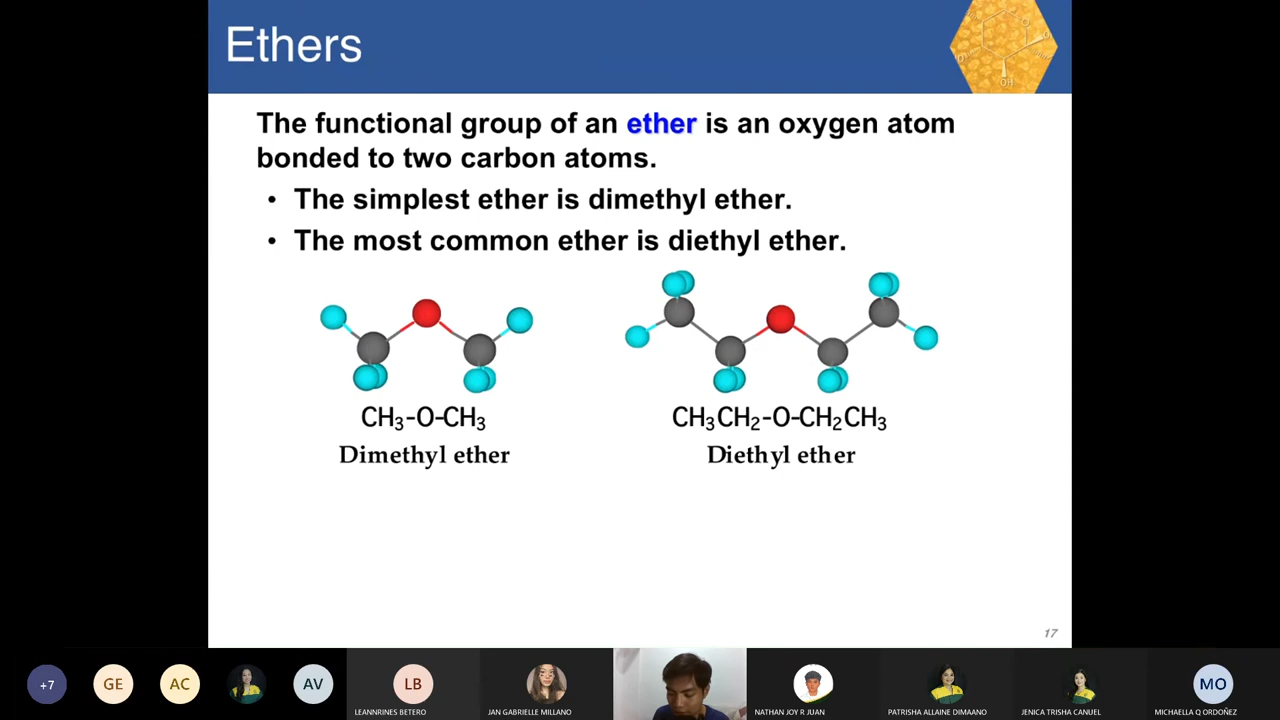 Ethers
The functional group of an ether is an oxygen atom
bonded to two carbon atoms.
• The simplest ether is dimethyl ether.
• The most common ether is diethyl ether.
CH₃-O-CH₃
CH₃CH₂-O-CH₂CH₃
Dimethyl ether
Diethyl ether
17
+7
GE
AC
AV
LB
MO
LEANNRINES BETERO
JAN GABRIELLE MILLANO
NATHAN JOY R JUAN
PATRISHA ALLAINE DIMAANO
JENICA TRISHA CANUEL
MICHAELLA Q ORDOÑEZ